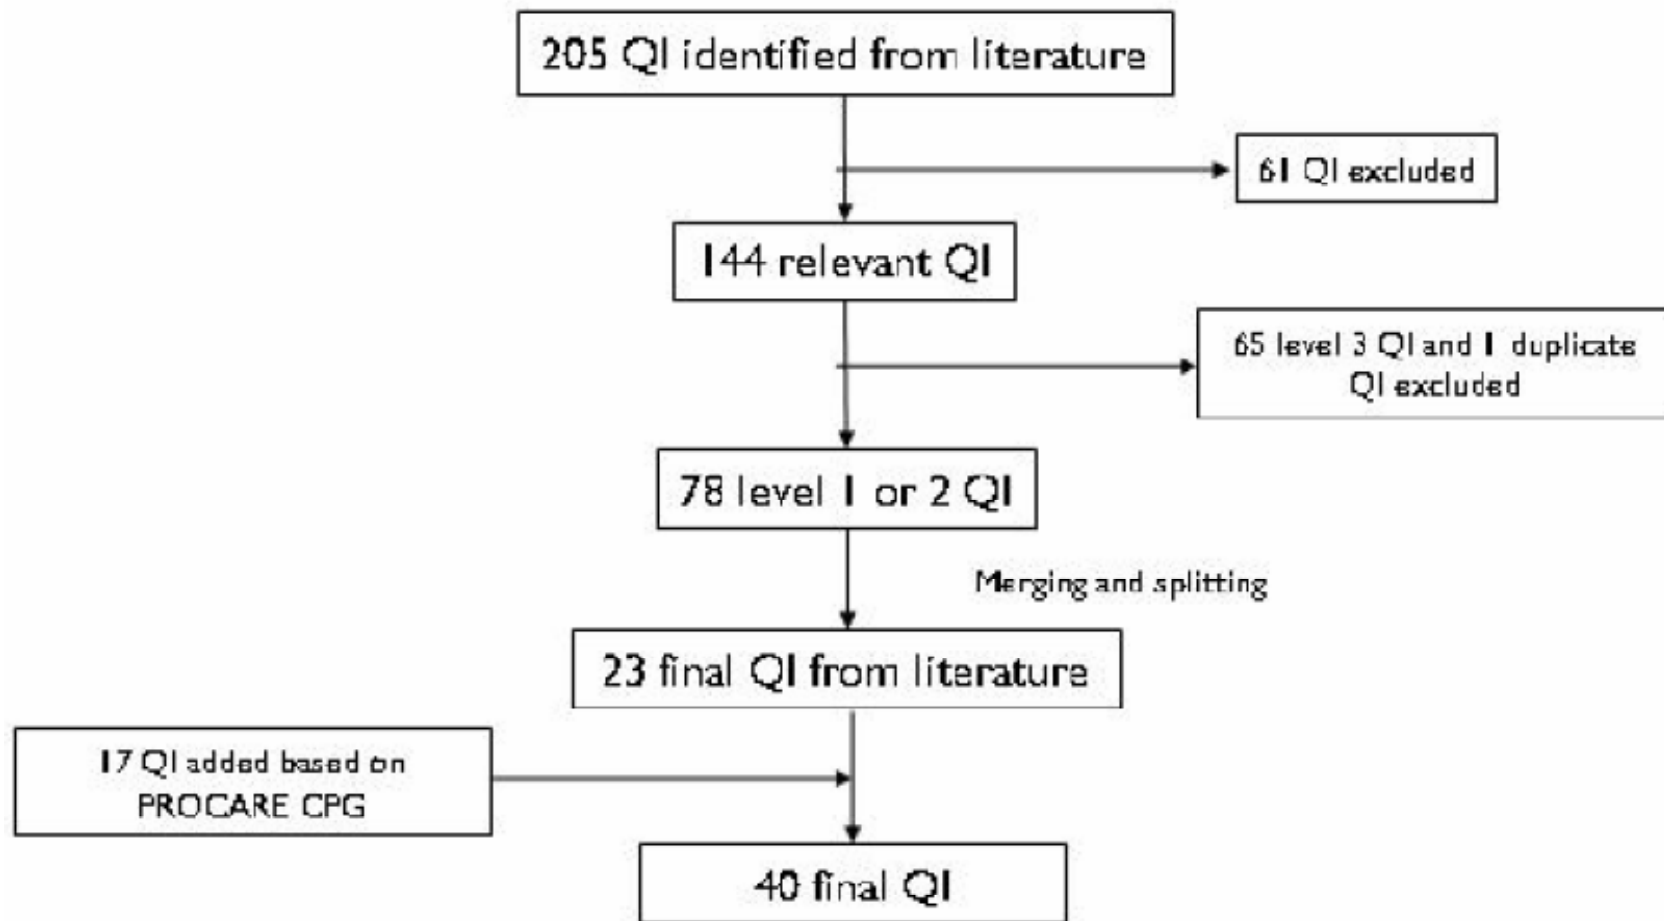 205 QI identified from literature
61 QI excluded
144 relevant QI
65 level 3 QI and 1 duplicate
QI excluded
78 level 1 or 2 QI
Merging and splitting
23 final QI from literature
17 QI added based on
PROCARE CPG
40 final QI